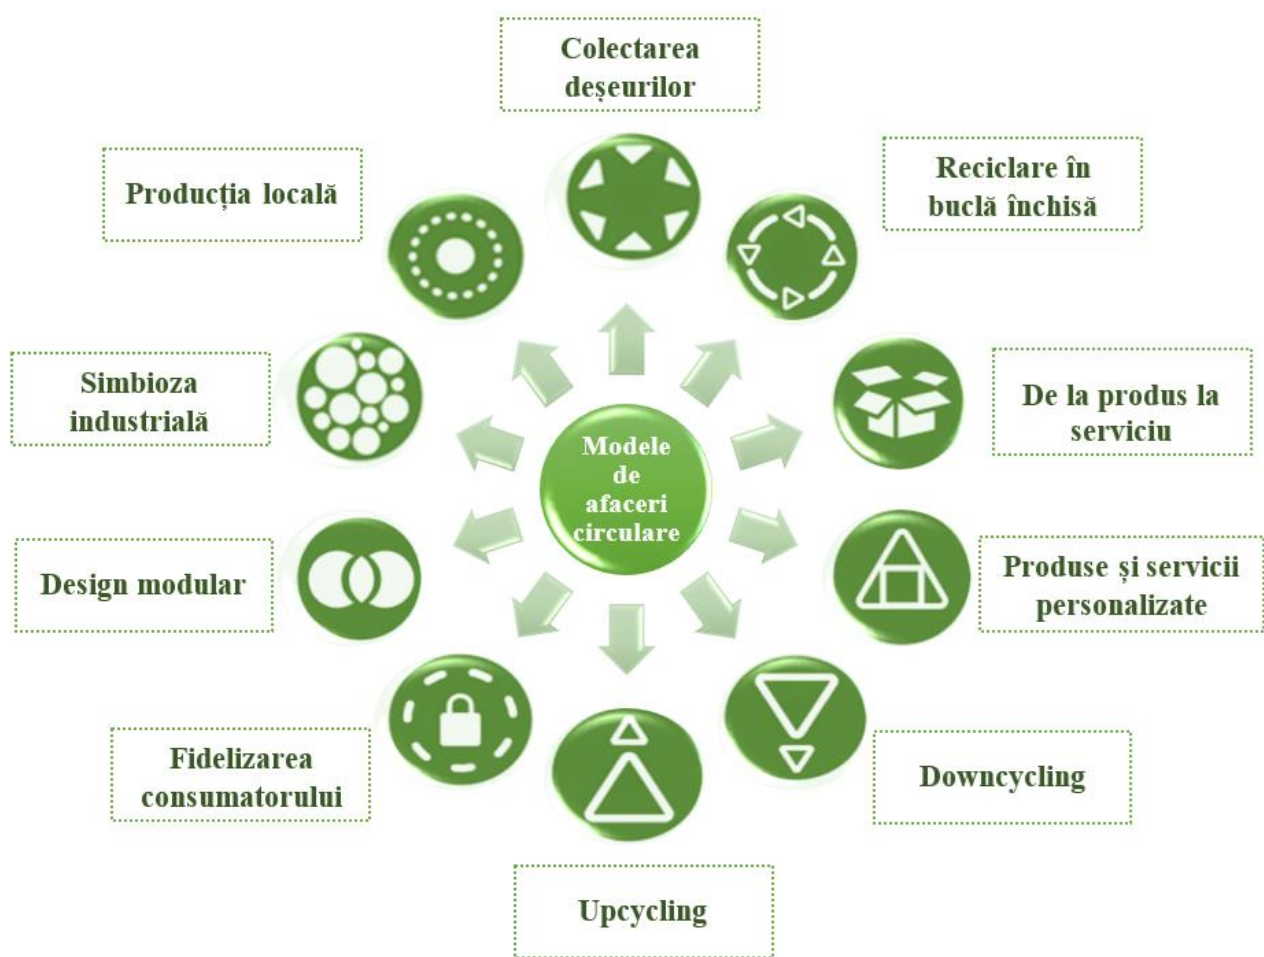 Colectarea
deșeurilor
Reciclare în
buclă închisă
De la produs la
serviciu
Produse și servicii
personalizate
Downcycling
Upcycling
Fidelizarea
consumatorului
Design modular
Simbioza
industrială
Producția locală
Modele
de
afaceri
circulare